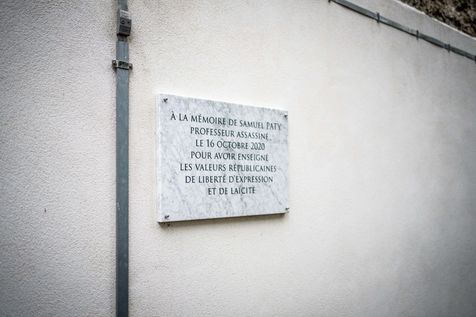 À LA MÉMOIRE DE SAMUEL PATY
PROFESSEUR ASSASSINÉ
LE 16 OCTOBRE 2020
POUR AVOIR ENSEIGNÉ
LES VALEURS RÉPUBLICAINES
DE LIBERTÉ D'EXPRESSION
ET DE LAÏCITÉ